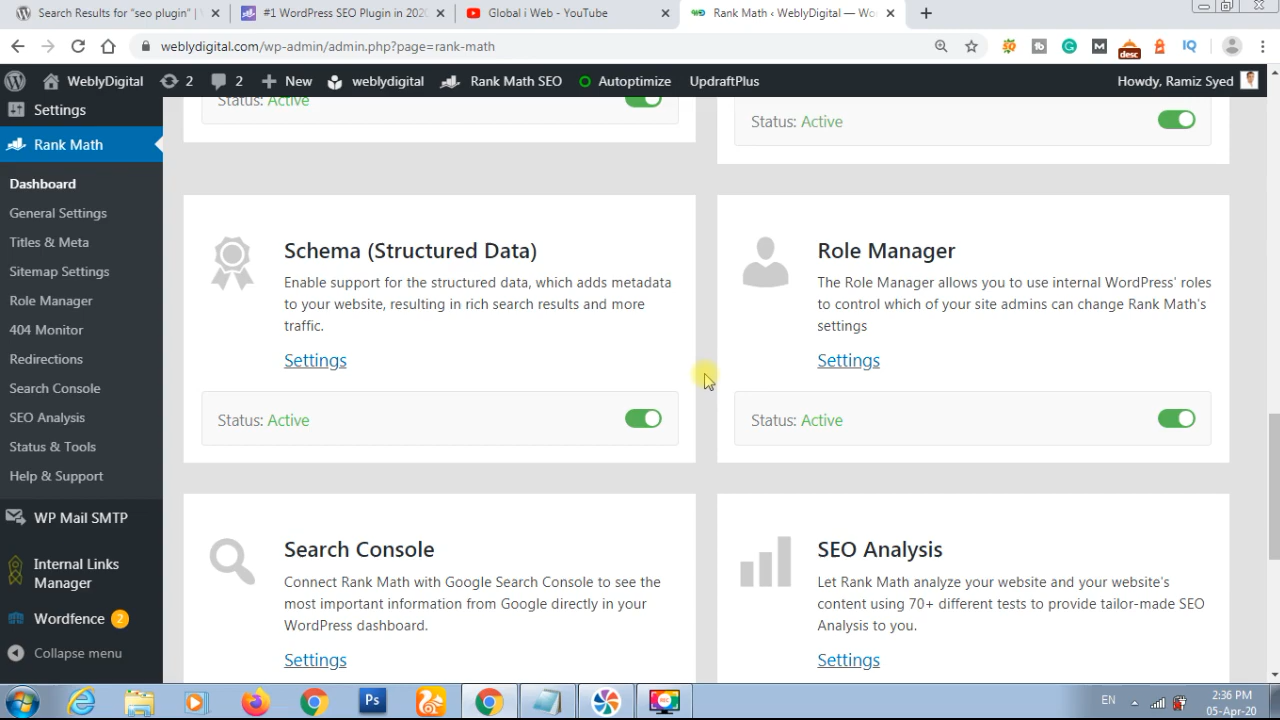 Search Results for "seo plugin" |
#1 WordPress SEO Plugin in 2020
Global i Web - YouTube
Rank Math ‹ WeblyDigital — Wor
weblydigital.com/wp-admin/admin.php?page=rank-math
desc
IQ
WeblyDigital
2
2
New
weblydigital
Rank Math SEO
Autoptimize
UpdraftPlus
Howdy, Ramiz Syed
Settings
Rank Math
Dashboard
General Settings
Titles & Meta
Sitemap Settings
Role Manager
404 Monitor
Redirections
Search Console
SEO Analysis
Status & Tools
Help & Support
WP Mail SMTP
Internal Links
Manager
Wordfence 2
Collapse menu
Status: Active
Status: Active
Schema (Structured Data)
Enable support for the structured data, which adds metadata
to your website, resulting in rich search results and more
traffic.
Settings
Status: Active
Role Manager
The Role Manager allows you to use internal WordPress' roles
to control which of your site admins can change Rank Math's
settings
Settings
Status: Active
Search Console
Connect Rank Math with Google Search Console to see the
most important information from Google directly in your
WordPress dashboard.
Settings
SEO Analysis
Let Rank Math analyze your website and your website's
content using 70+ different tests to provide tailor-made SEO
Analysis to you.
Settings
Ps
EN
2:36 PM
05-Apr-20